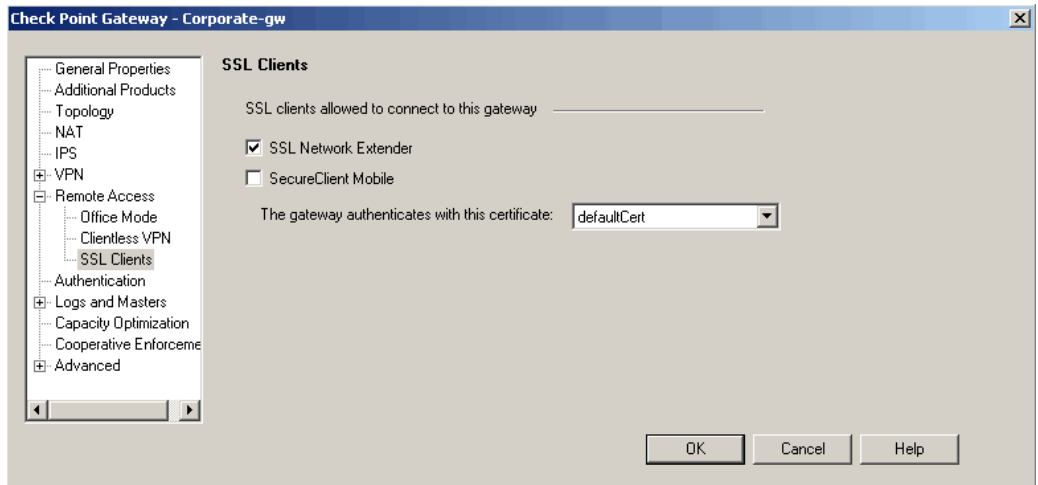 Check Point Gateway - Corporate-gw
General Properties
Additional Products
Topology
NAT
IPS
VPN
Remote Access
Office Mode
Clientless VPN
SSL Clients
Authentication
Logs and Masters
Capacity Optimization
Cooperative Enforceme
Advanced
SSL Clients
SSL clients allowed to connect to this gateway
SSL Network Extender
SecureClient Mobile
The gateway authenticates with this certificate: defaultCert
OK Cancel Help